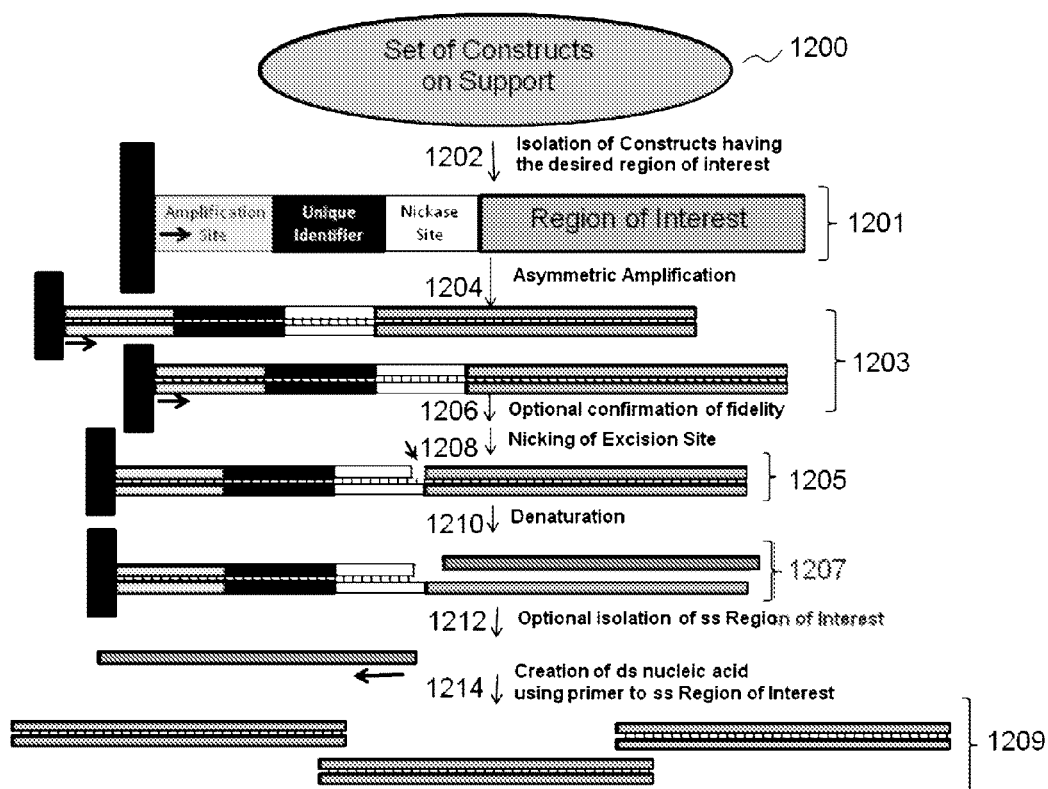 Set of Constructs
on Support
1200
1202
Isolation of Constructs having
the desired region of interest
Amplification
Site
Unique
Identifier
Nickase
Site
Region of Interest
1201
1204
Asymmetric Amplification
1203
1206
Optional confirmation of fidelity
1208
Nicking of Excision Site
1205
1210
Denaturation
1207
1212
Optional isolation of ss Region of Interest
1214
Creation of ds nucleic acid
using primer to ss Region of Interest
1209